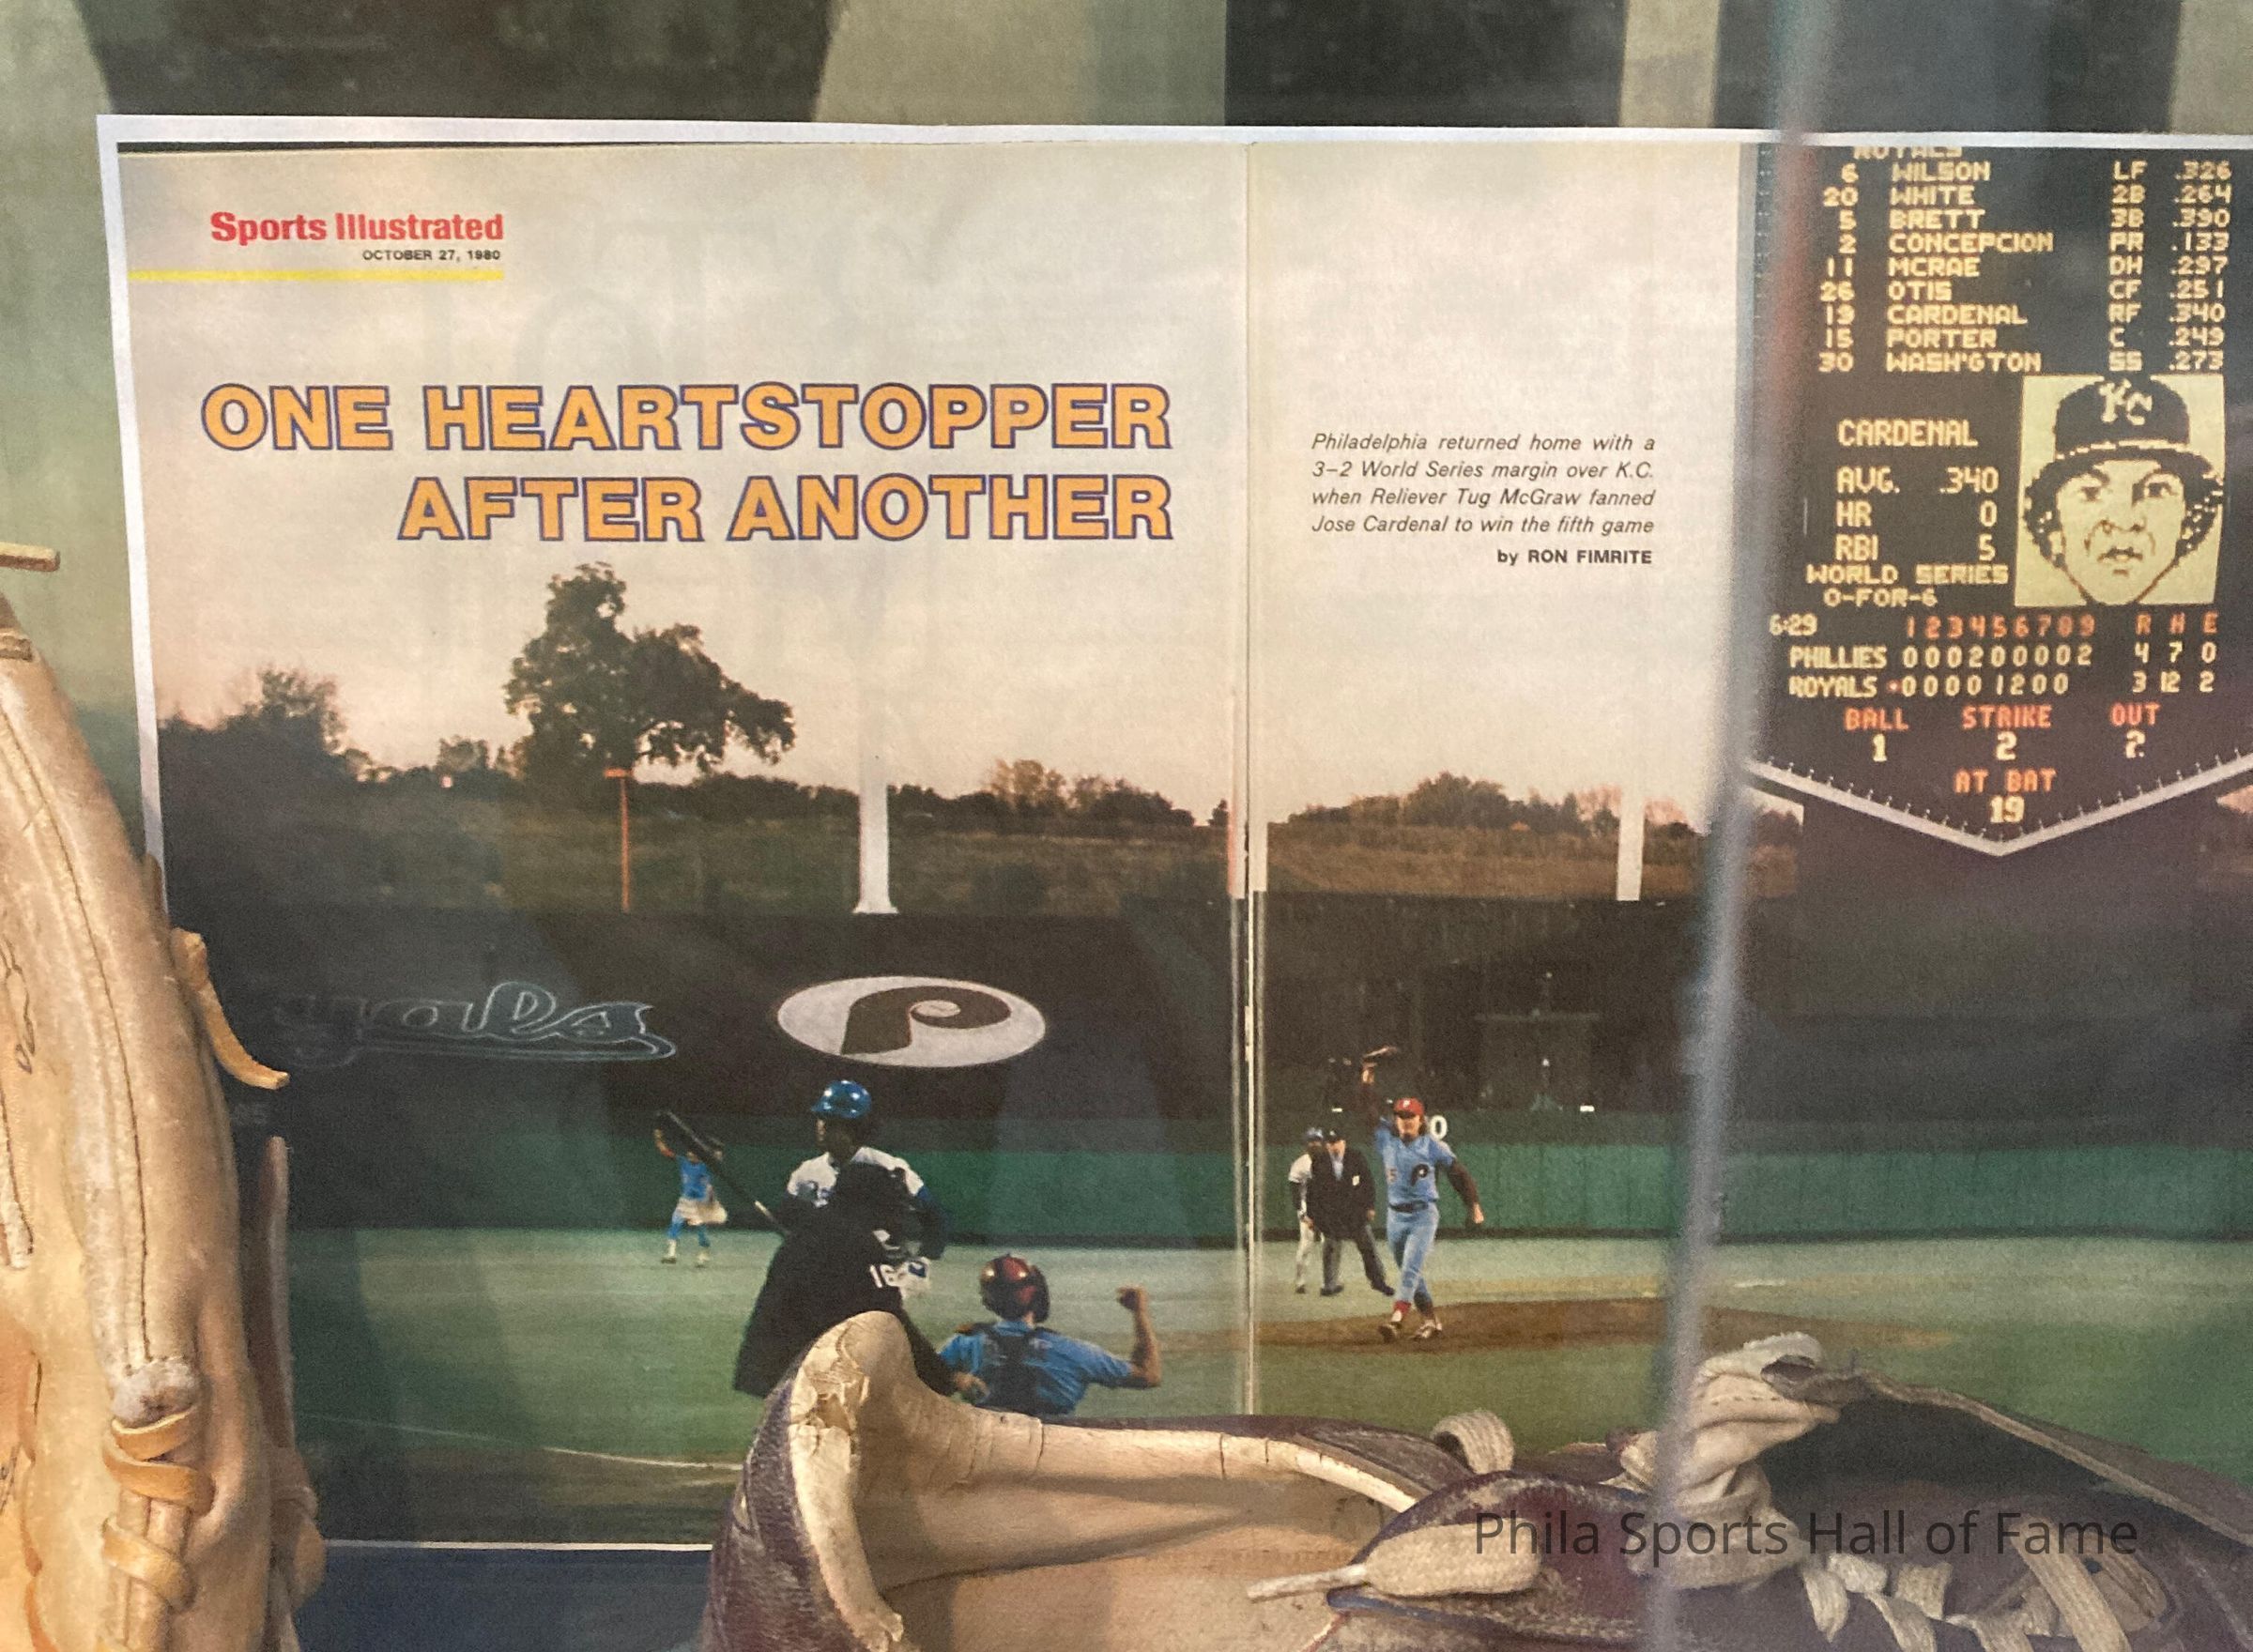 Sports Illustrated
OCTOBER 27, 1980
ONE HEARTSTOPPER
AFTER ANOTHER
Philadelphia returned home with a
3–2 World Series margin over K.C.
when Reliever Tug McGraw fanned
Jose Cardenal to win the fifth game
by RON FIMRITE
ROYALS
6 WILSON LF .326
20 WHITE 2B .264
5 BRETT 3B .390
2 CONCEPCION PR .133
11 MCRAE DH .297
26 OTIS CF .251
19 CARDENAL RF .340
15 PORTER C .249
30 WASH'GTON SS .273
KC
CARDENAL
AVG. .340
HR 0
RBI 5
WORLD SERIES
0-FOR-6
6:29 1 2 3 4 5 6 7 8 9 R H E
PHILLIES 0 0 0 2 0 0 0 0 2 4 7 0
ROYALS 0 0 0 0 1 2 0 0 3 12 2
BALL STRIKE OUT
1 2 2
AT BAT
19
P
P
16
Phila Sports Hall of Fame